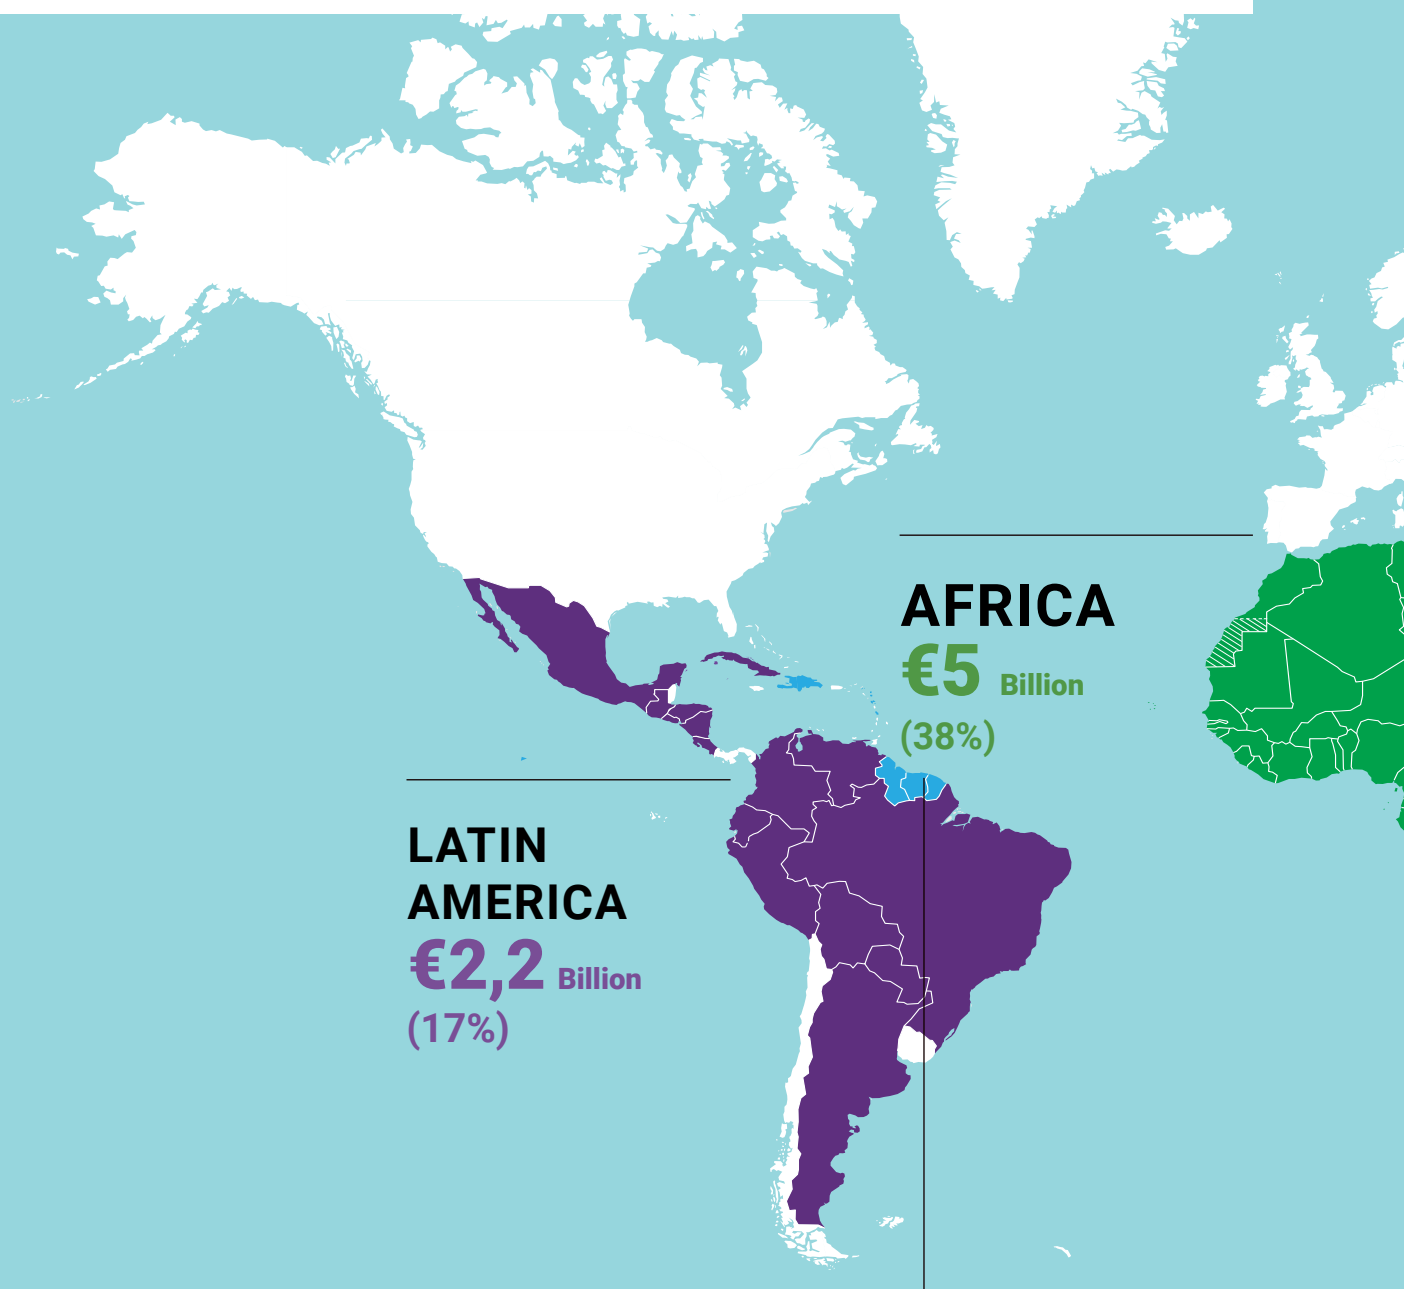 AFRICA
€5 Billion
(38%)
LATIN
AMERICA
€2,2 Billion
(17%)